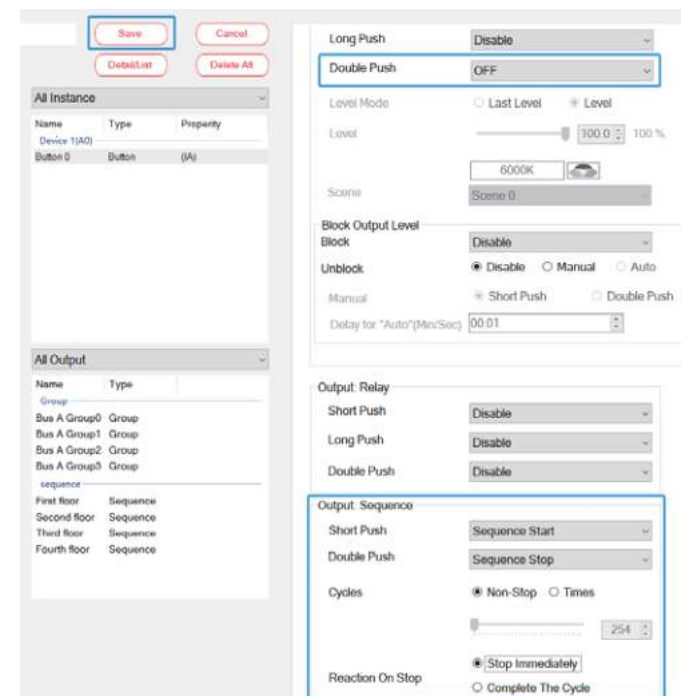 Save
Cancel
Detail/List
Delete All
All Instance
Name Type Property
Device 1(A0)
Button 0 Button (IA)
All Output
Name Type
Group
Bus A Group0 Group
Bus A Group1 Group
Bus A Group2 Group
Bus A Group3 Group
sequence
First floor Sequence
Second floor Sequence
Third floor Sequence
Fourth floor Sequence
Long Push Disable
Double Push OFF
Level Mode Last Level Level
Level 100.0 100 %
6000K
Scene Scene 0
Block Output Level
Block Disable
Unblock Disable Manual Auto
Manual Short Push Double Push
Delay for "Auto"(Min/Sec) 00:01
Output: Relay
Short Push Disable
Long Push Disable
Double Push Disable
Output: Sequence
Short Push Sequence Start
Double Push Sequence Stop
Cycles Non-Stop Times
254
Reaction On Stop Stop Immediately
Complete The Cycle